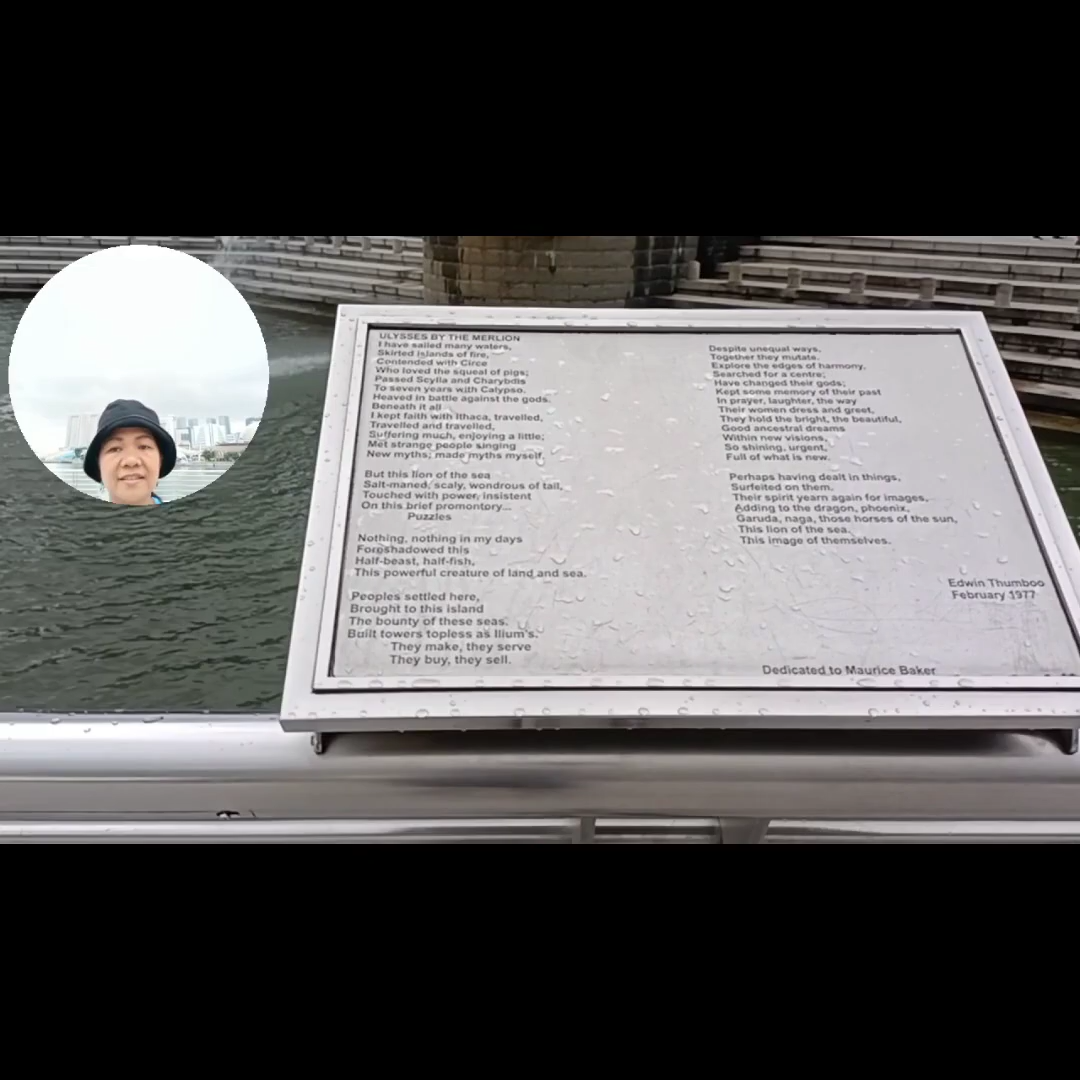 ULYSSES BY THE MERLION
I have sailed many waters,
Skirted islands of fire,
Contended with Circe
Who loved the squeal of pigs;
Passed Scylla and Charybdis
To seven years with Calypso,
Heaved in battle against the gods.
Beneath it all
I kept faith with Ithaca, travelled,
Travelled and travelled,
Suffering much, enjoying a little;
Met strange people singing
New myths; made myths myself.
But this lion of the sea
Salt-maned, scaly, wondrous of tail,
Touched with power, insistent
On this brief promontory...
Puzzles
Nothing, nothing in my days
Foreshadowed this
Half-beast, half-fish,
This powerful creature of land and sea.
Peoples settled here,
Brought to this island
The bounty of these seas.
Built towers topless as Ilium's.
They make, they serve
They buy, they sell.
Despite unequal ways,
Together they mutate.
Explore the edges of harmony,
Searched for a centre;
Have changed their gods;
Kept some memory of their past
In prayer, laughter, the way
Their women dress and greet,
They hold the bright, the beautiful,
Good ancestral dreams
Within new visions,
So shining, urgent,
Full of what is new.
Perhaps having dealt in things,
Surfeited on them,
Their spirit yearn again for images,
Adding to the dragon, phoenix,
Garuda, naga, those horses of the sun,
This lion of the sea.
This image of themselves.
Edwin Thumboo
February 1977
Dedicated to Maurice Baker